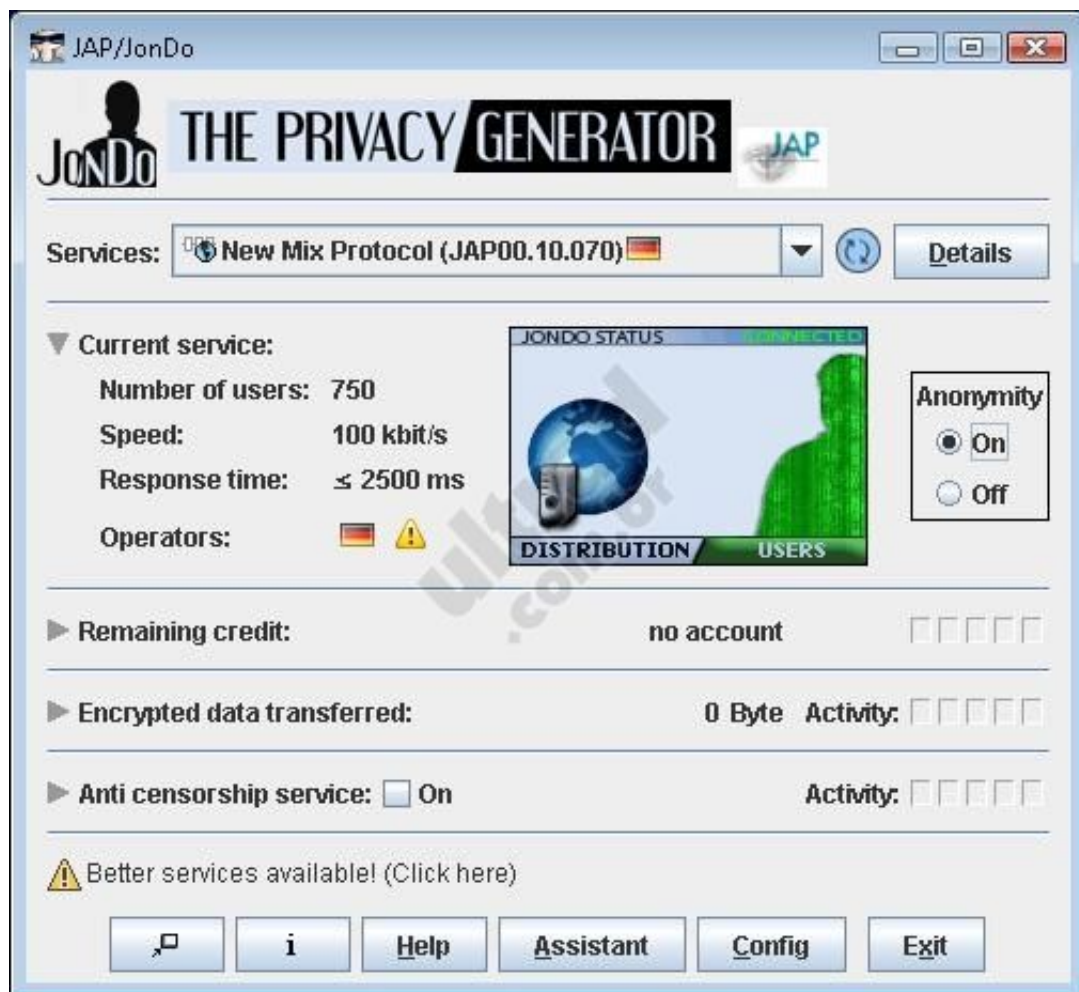 JAP/JonDo
JONDO THE PRIVACY GENERATOR JAP
Services: New Mix Protocol (JAP00.10.070) Details
Current service:
Number of users: 750
Speed: 100 kbit/s
Response time: ≤ 2500 ms
Operators:
JONDO STATUS CONNECTED
DISTRIBUTION USERS
Anonymity
On
Off
Remaining credit: no account
Encrypted data transferred: 0 Byte Activity:
Anti censorship service: On Activity:
Better services available! (Click here)
i Help Assistant Config Exit
.com.br